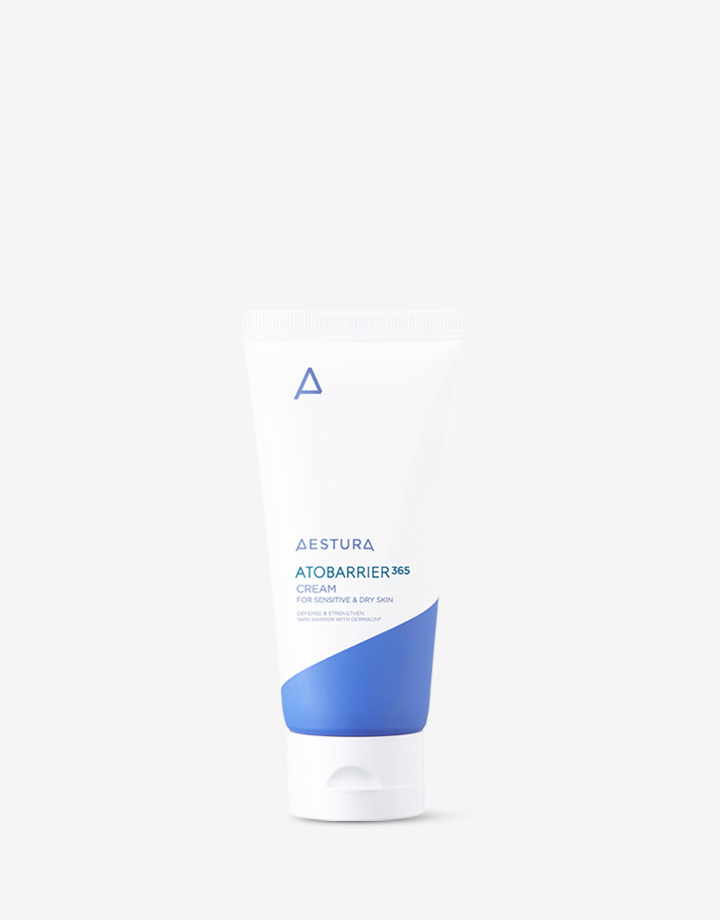 AESTURA
ATOBARRIER365
CREAM
FOR SENSITIVE & DRY SKIN
DEFENSE & STRENGTHEN
SKIN BARRIER WITH DERMAON®